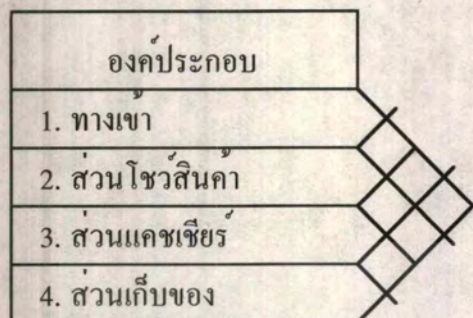 องค์ประกอบ
1. ทางเข้า
2. ส่วนโชว์สินค้า
3. ส่วนแคชเชียร์
4. ส่วนเก็บของ